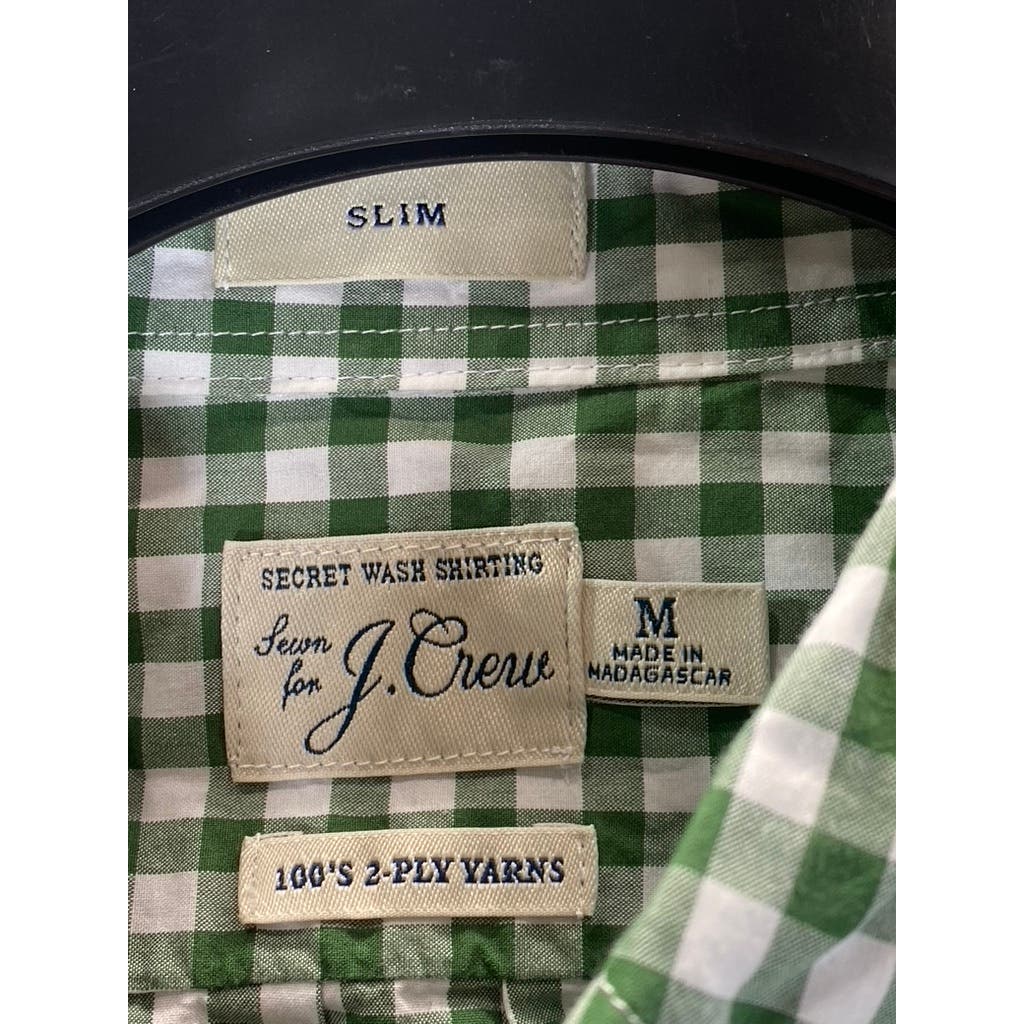 SLIM
SECRET WASH SHIRTING
Sewn
for
J.Crew
M
MADE IN
MADAGASCAR
100'S 2-PLY YARNS